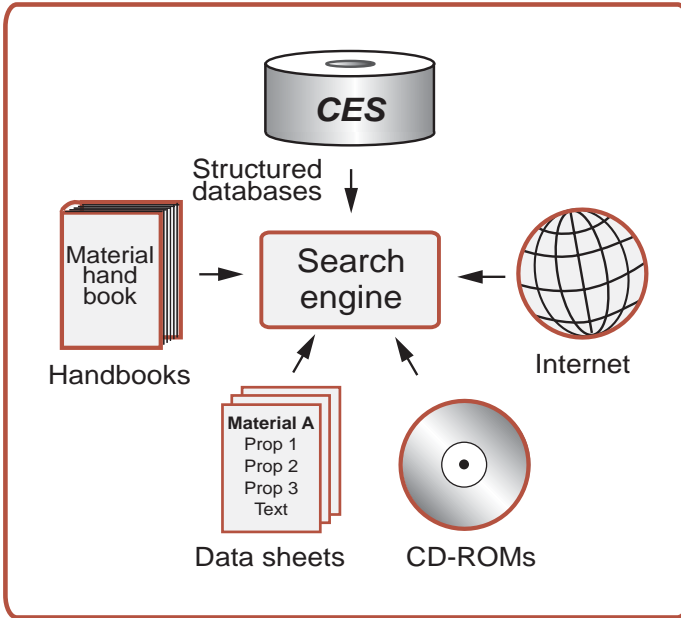 CES
Structured
databases
Material
hand
book
Handbooks
Search
engine
Internet
Material A
Prop 1
Prop 2
Prop 3
Text
Data sheets
CD-ROMs